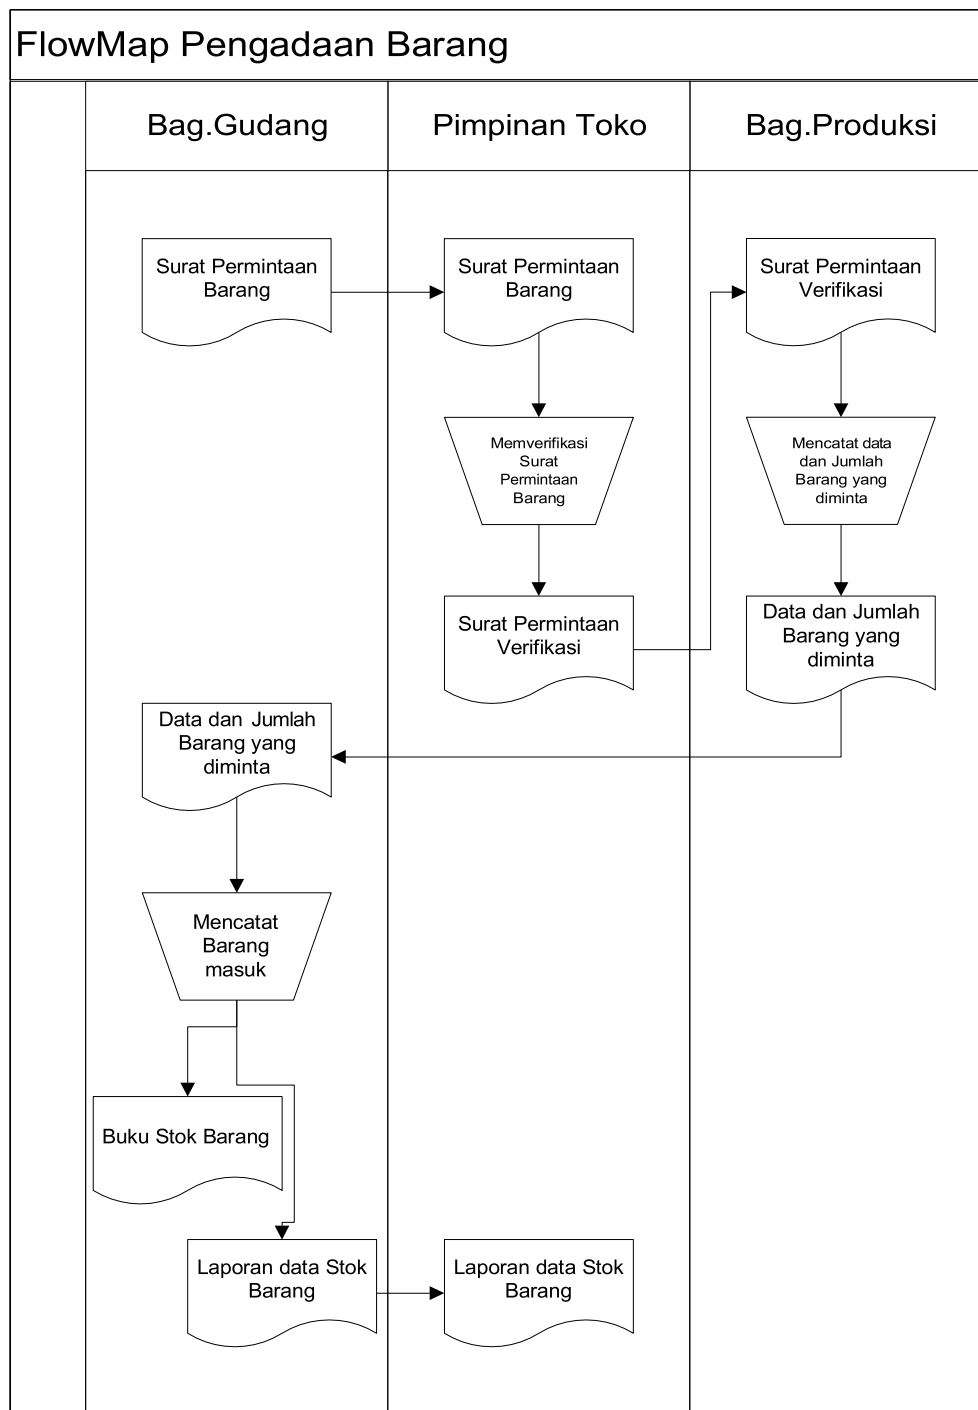 FlowMap Pengadaan Barang
Bag.Gudang
Pimpinan Toko
Bag.Produksi
Surat Permintaan
Barang
Surat Permintaan
Barang
Surat Permintaan
Verifikasi
Memverifikasi
Surat
Permintaan
Barang
Mencatat data
dan Jumlah
Barang yang
diminta
Surat Permintaan
Verifikasi
Data dan Jumlah
Barang yang
diminta
Data dan Jumlah
Barang yang
diminta
Mencatat
Barang
masuk
Buku Stok Barang
Laporan data Stok
Barang
Laporan data Stok
Barang